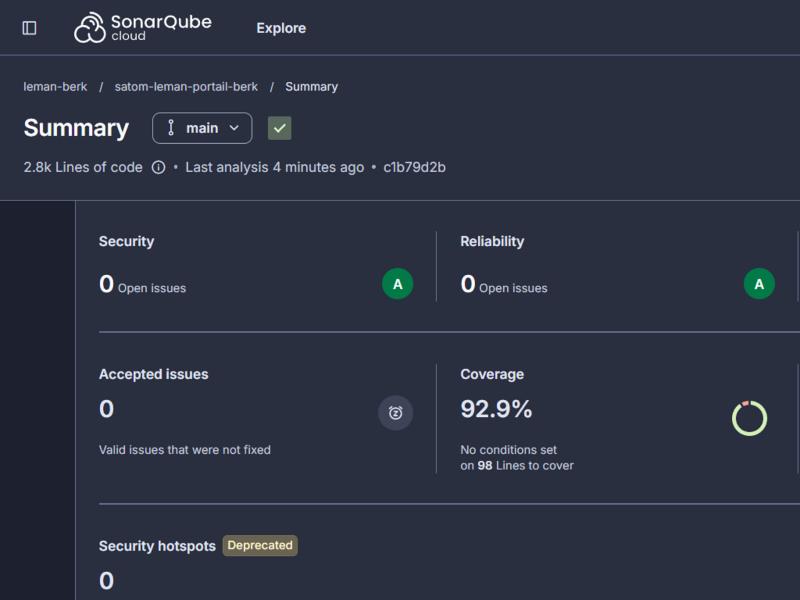 SonarQube
cloud
Explore
leman-berk / satom-leman-portail-berk / Summary
Summary
main
2.8k Lines of code • Last analysis 4 minutes ago • c1b79d2b
Security
Reliability
0 Open issues
A
0 Open issues
A
Accepted issues
Coverage
0
92.9%
Valid issues that were not fixed
No conditions set
on 98 Lines to cover
Security hotspots Deprecated
0